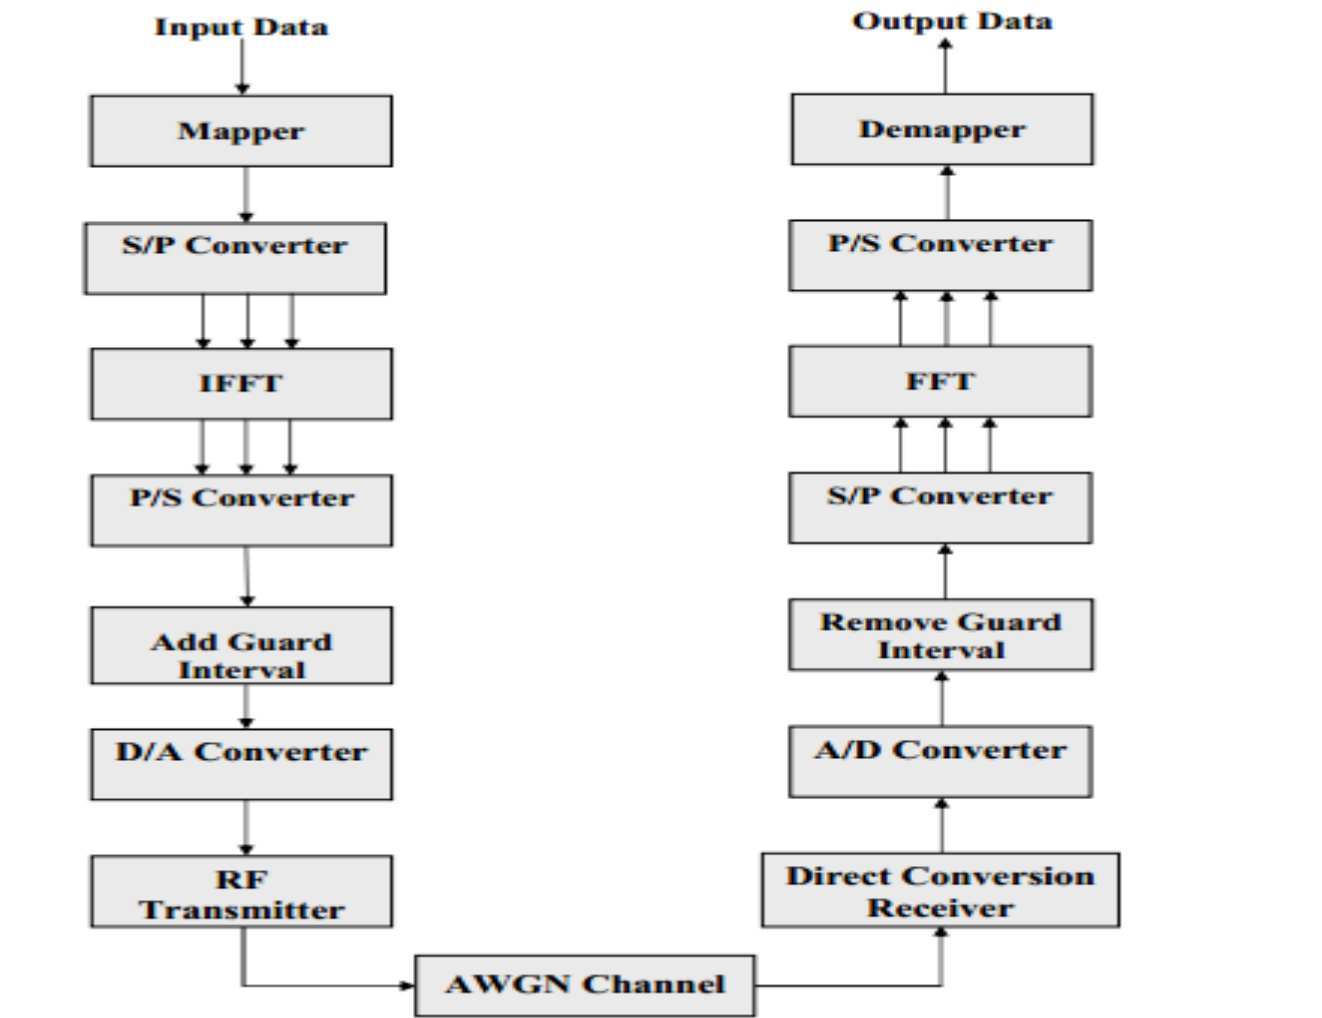 Input Data
Mapper
S/P Converter
IFFT
P/S Converter
Add Guard
Interval
D/A Converter
RF
Transmitter
AWGN Channel
Direct Conversion
Receiver
A/D Converter
Remove Guard
Interval
S/P Converter
FFT
P/S Converter
Demapper
Output Data